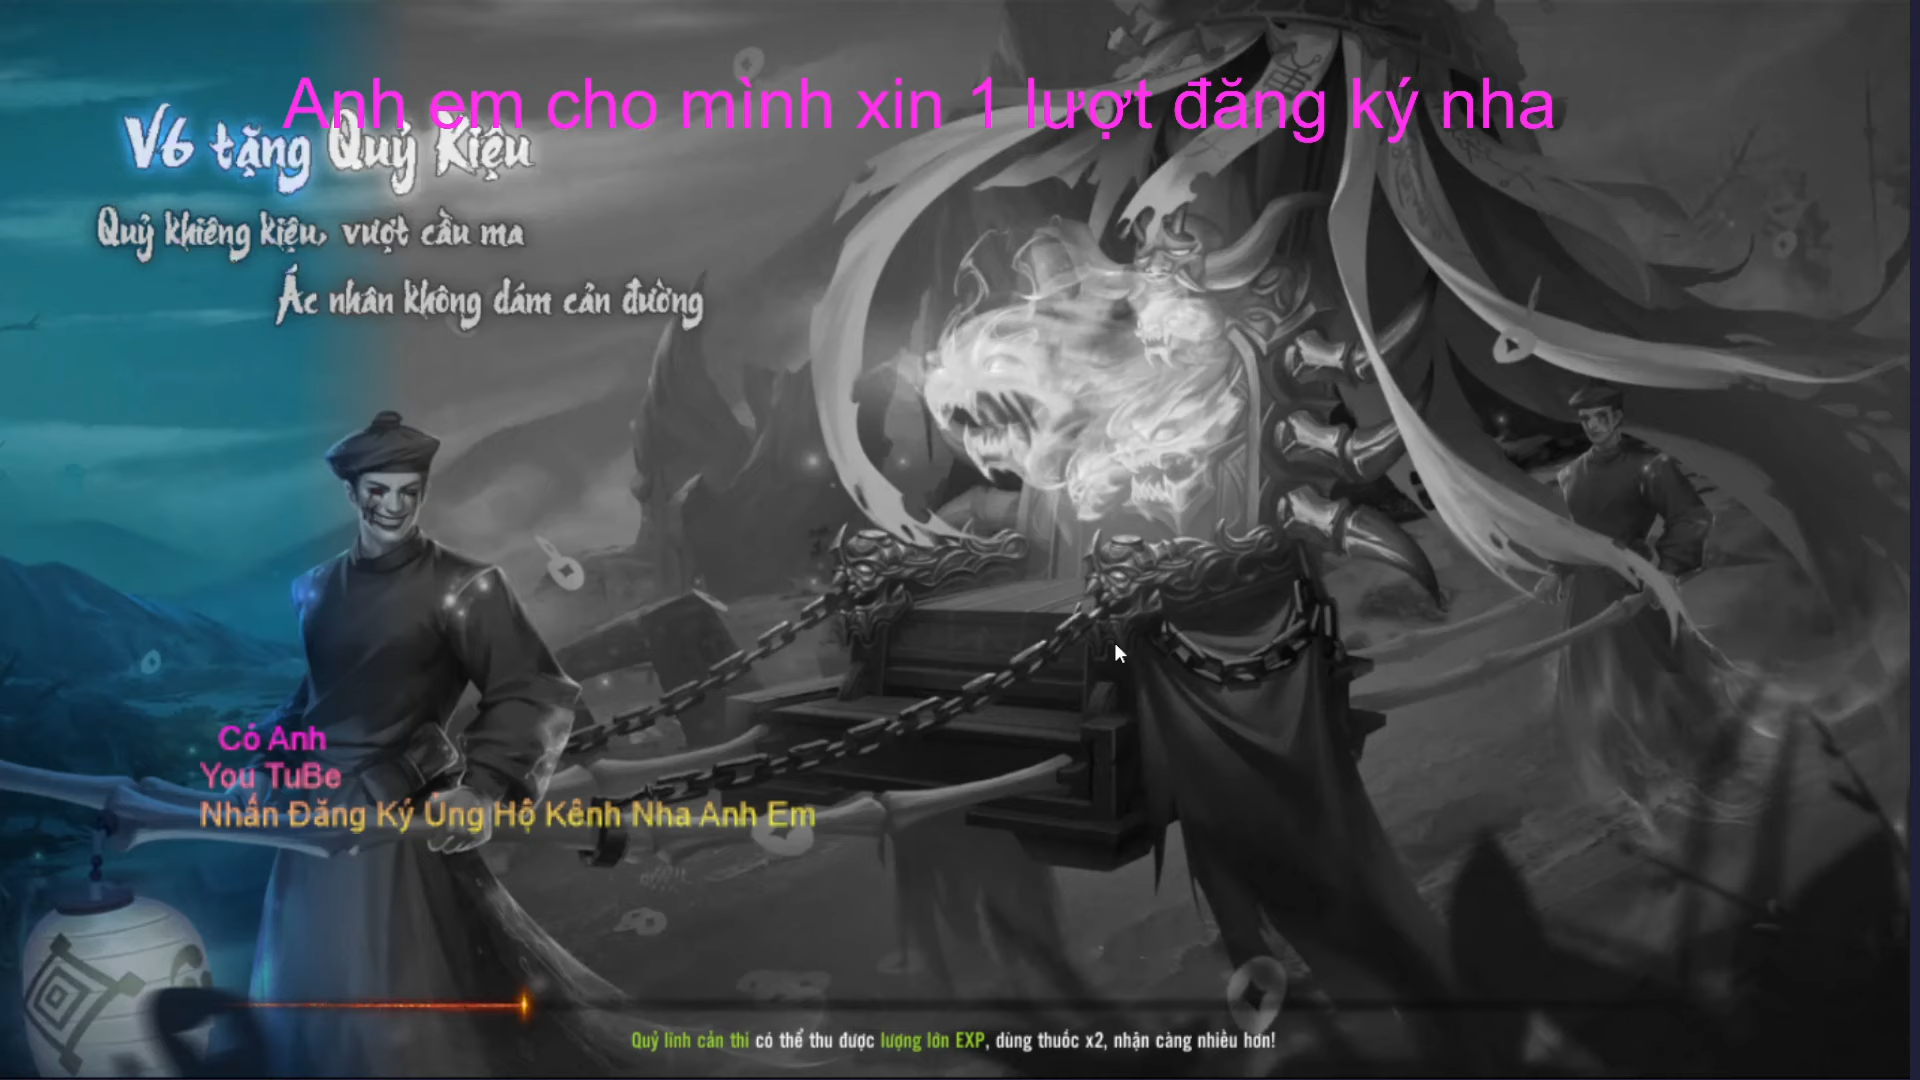 Anh em cho mình xin 1 lượt đăng ký nha
V6 tặng Quỷ Kiệu
Quỷ khiêng kiệu, vượt cầu ma
Ác nhân không dám cản đường
Cỏ Anh
You TuBe
Nhấn Đăng Ký Ủng Hộ Kênh Nha Anh Em
Quỷ linh cản thi có thể thu được lượng lớn EXP, dùng thuốc x2, nhận càng nhiều hơn!